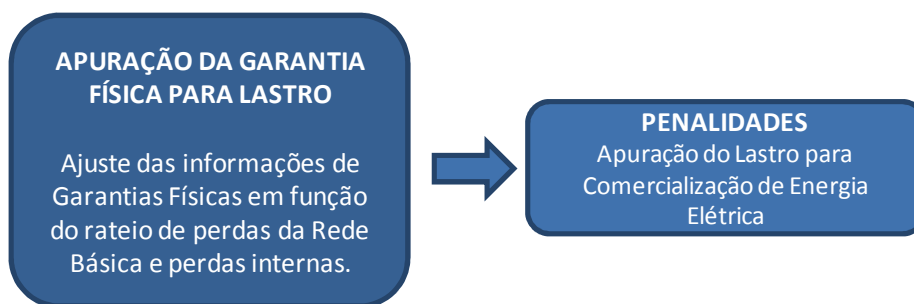 APURAÇÃO DA GARANTIA
FÍSICA PARA LASTRO
Ajuste das informações de
Garantias Físicas em função
do rateio de perdas da Rede
Básica e perdas internas.
PENALIDADES
Apuração do Lastro para
Comercialização de Energia
Elétrica